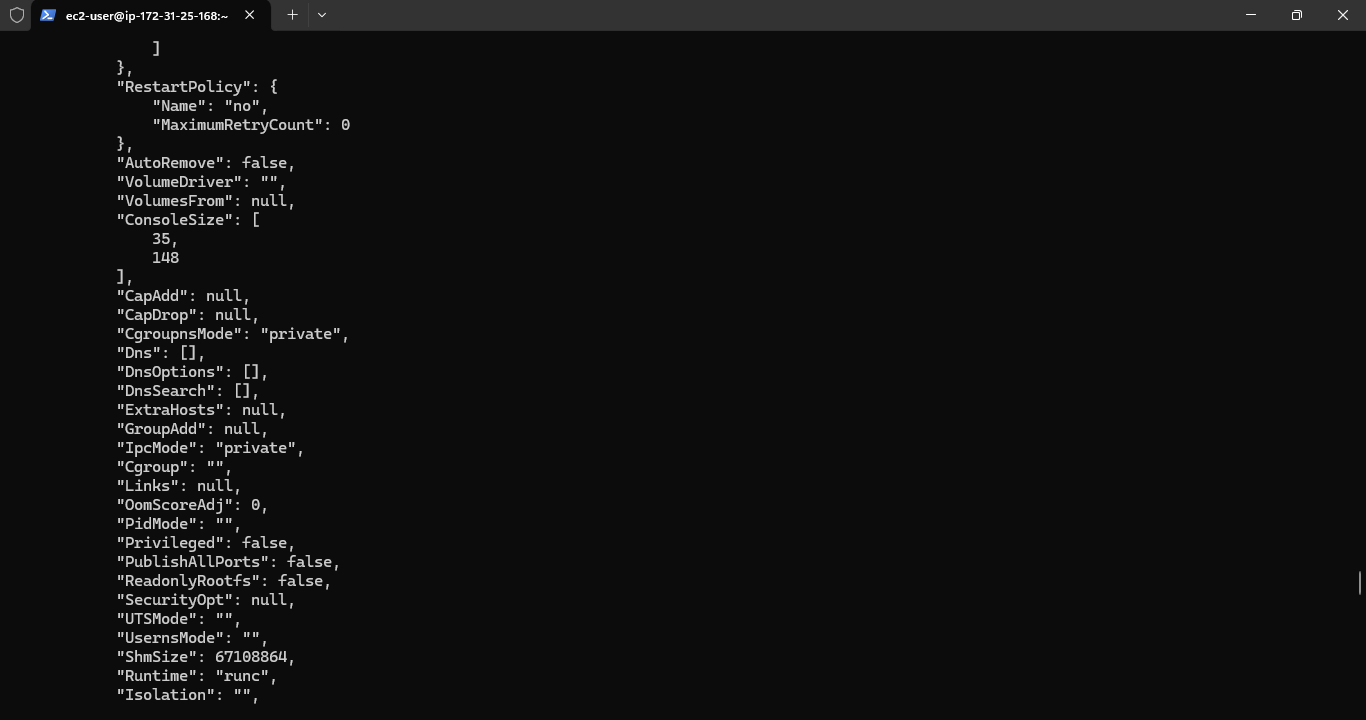 ec2-user@ip-172-31-25-168:~
]
},
"RestartPolicy": {
"Name": "no",
"MaximumRetryCount": 0
},
"AutoRemove": false,
"VolumeDriver": "",
"VolumesFrom": null,
"ConsoleSize": [
35,
148
],
"CapAdd": null,
"CapDrop": null,
"CgroupnsMode": "private",
"Dns": [],
"DnsOptions": [],
"DnsSearch": [],
"ExtraHosts": null,
"GroupAdd": null,
"IpcMode": "private",
"Cgroup": "",
"Links": null,
"OomScoreAdj": 0,
"PidMode": "",
"Privileged": false,
"PublishAllPorts": false,
"ReadonlyRootfs": false,
"SecurityOpt": null,
"UTSMode": "",
"UsernsMode": "",
"ShmSize": 67108864,
"Runtime": "runc",
"Isolation": "",